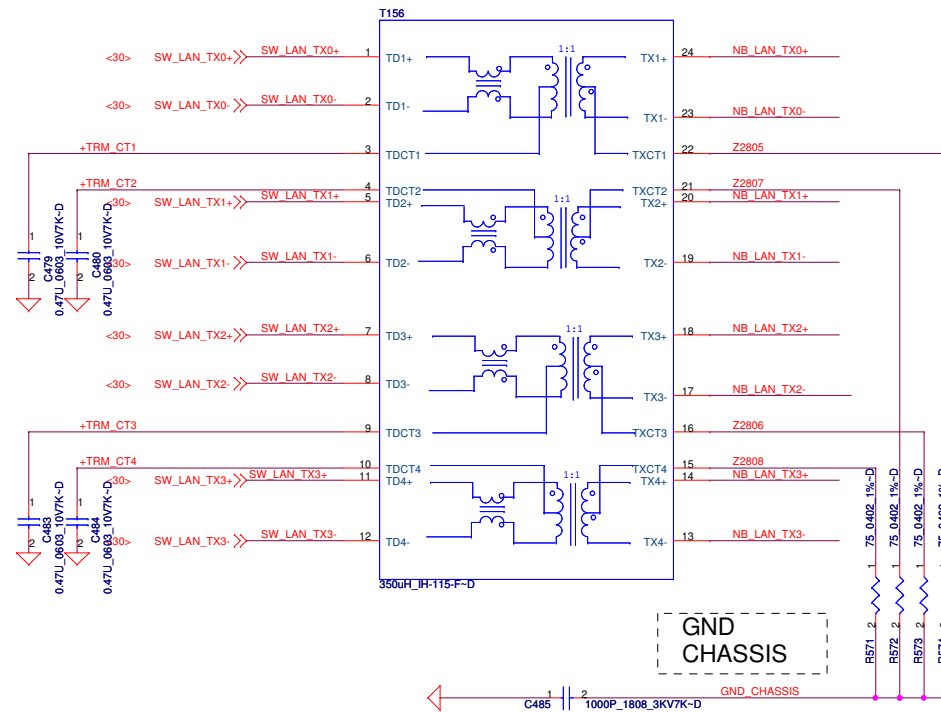 T156
<30> SW_LAN_TX0+ SW_LAN_TX0+ 1 TD1+ 1:1 TX1+ 24 NB_LAN_TX0+
<30> SW_LAN_TX0- SW_LAN_TX0- 2 TD1- TX1- 23 NB_LAN_TX0-
+TRM_CT1 3 TDCT1 TXCT1 22 Z2805
+TRM_CT2 4 TDCT2 TXCT2 21 Z2807
<30> SW_LAN_TX1+ SW_LAN_TX1+ 5 TD2+ 1:1 TX2+ 20 NB_LAN_TX1+
<30> SW_LAN_TX1- SW_LAN_TX1- 6 TD2- TX2- 19 NB_LAN_TX1-
1 2 C479 0.47U_0603_10V7K~D
1 2 C480 0.47U_0603_10V7K~D
<30> SW_LAN_TX2+ SW_LAN_TX2+ 7 TD3+ 1:1 TX3+ 18 NB_LAN_TX2+
<30> SW_LAN_TX2- SW_LAN_TX2- 8 TD3- TX3- 17 NB_LAN_TX2-
+TRM_CT3 9 TDCT3 TXCT3 16 Z2806
+TRM_CT4 10 TDCT4 TXCT4 15 Z2808
<30> SW_LAN_TX3+ SW_LAN_TX3+ 11 TD4+ 1:1 TX4+ 14 NB_LAN_TX3+
<30> SW_LAN_TX3- SW_LAN_TX3- 12 TD4- TX4- 13 NB_LAN_TX3-
1 2 C483 0.47U_0603_10V7K~D
1 2 C484 0.47U_0603_10V7K~D
350uH_IH-115-F~D
75_0402_1%~D 1 2 R571
75_0402_1%~D 1 2 R572
75_0402_1%~D 1 2 R573
GND
CHASSIS
1 2 GND_CHASSIS
C485 1000P_1808_3KV7K~D